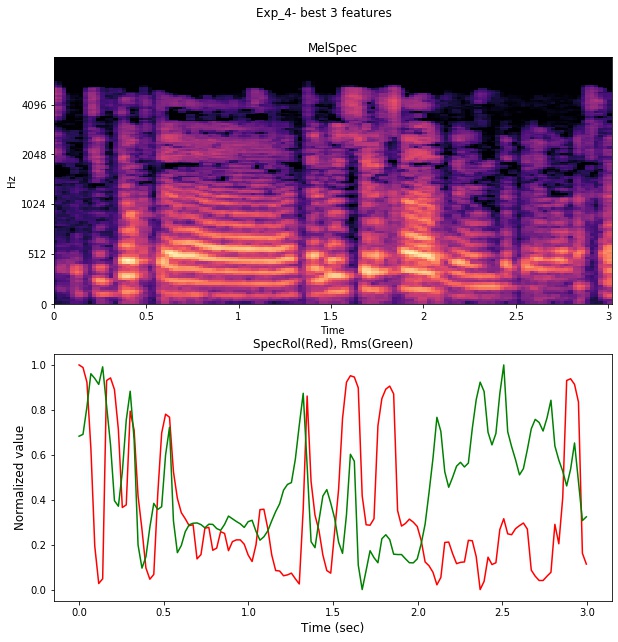 Exp_4- best 3 features
MelSpec
Hz
4096
2048
1024
512
0
0 0.5 1 1.5 2 2.5 3
Time
SpecRol(Red), Rms(Green)
Normalized value
1.0
0.8
0.6
0.4
0.2
0.0
0.0 0.5 1.0 1.5 2.0 2.5 3.0
Time (sec)